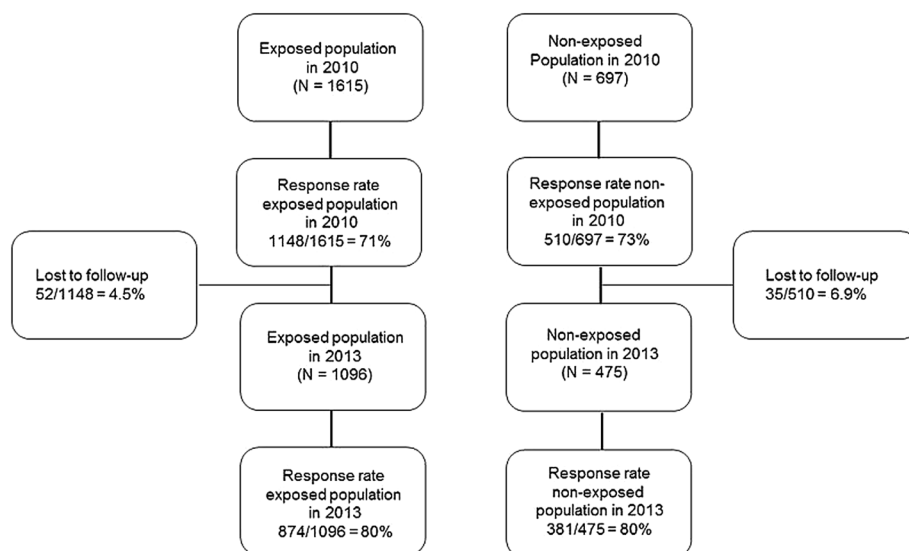 Exposed population
in 2010
(N = 1615)
Non-exposed
Population in 2010
(N = 697)
Response rate
exposed population
in 2010
1148/1615 = 71%
Response rate non-
exposed population
in 2010
510/697 = 73%
Lost to follow-up
52/1148 = 4.5%
Lost to follow-up
35/510 = 6.9%
Exposed population
in 2013
(N = 1096)
Non-exposed
population in 2013
(N = 475)
Response rate
exposed population
in 2013
874/1096 = 80%
Response rate
non-exposed
population in 2013
381/475 = 80%